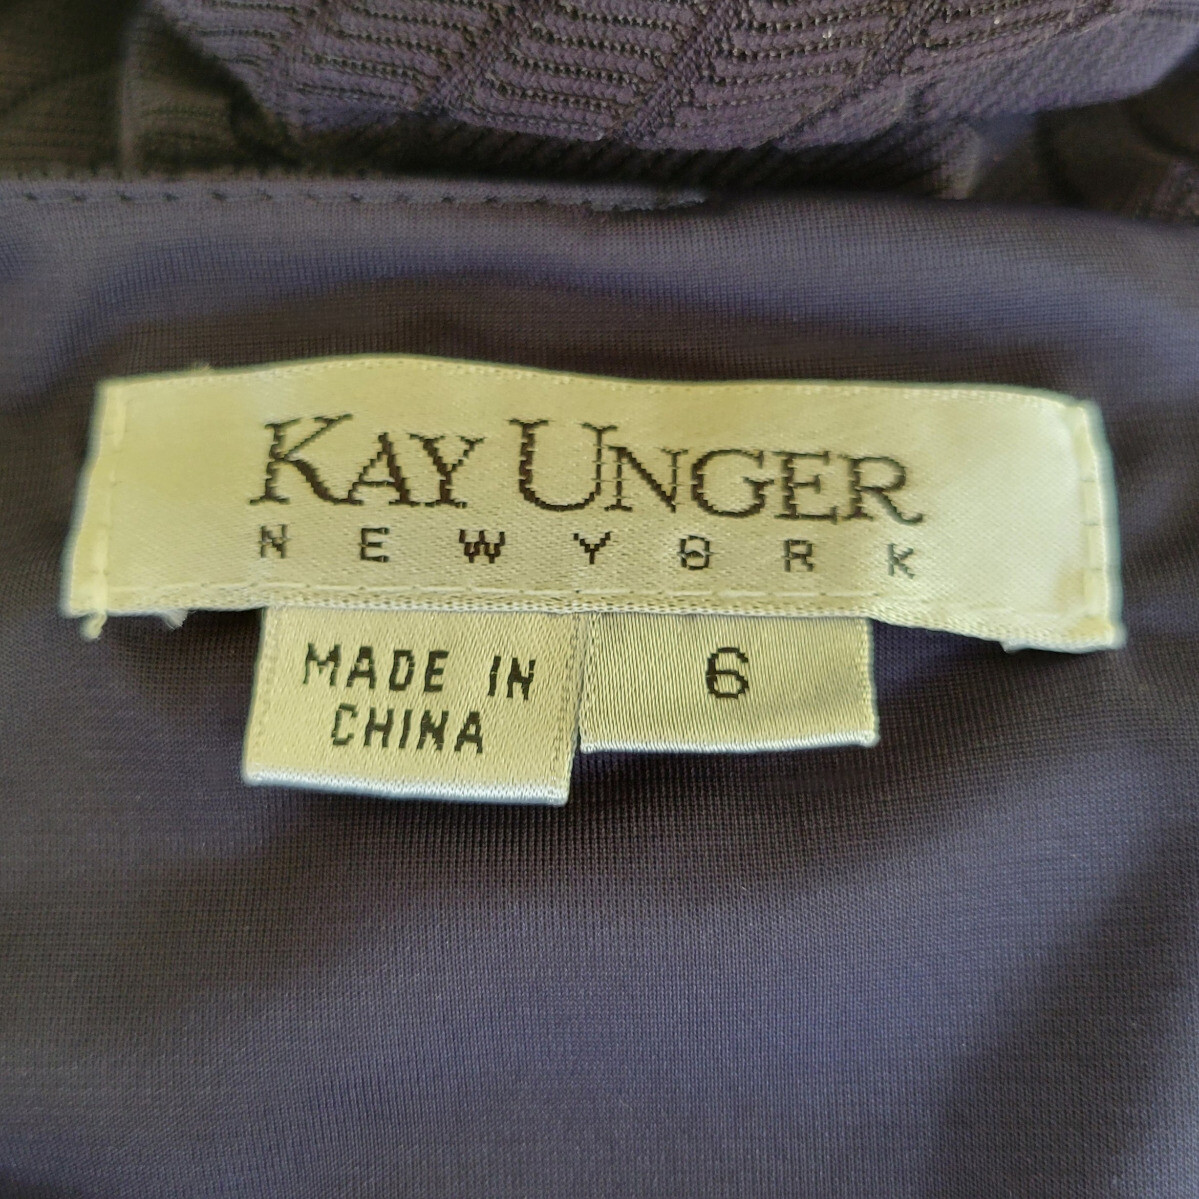 KAY UNGER
NEW YORK
MADE IN
CHINA
6